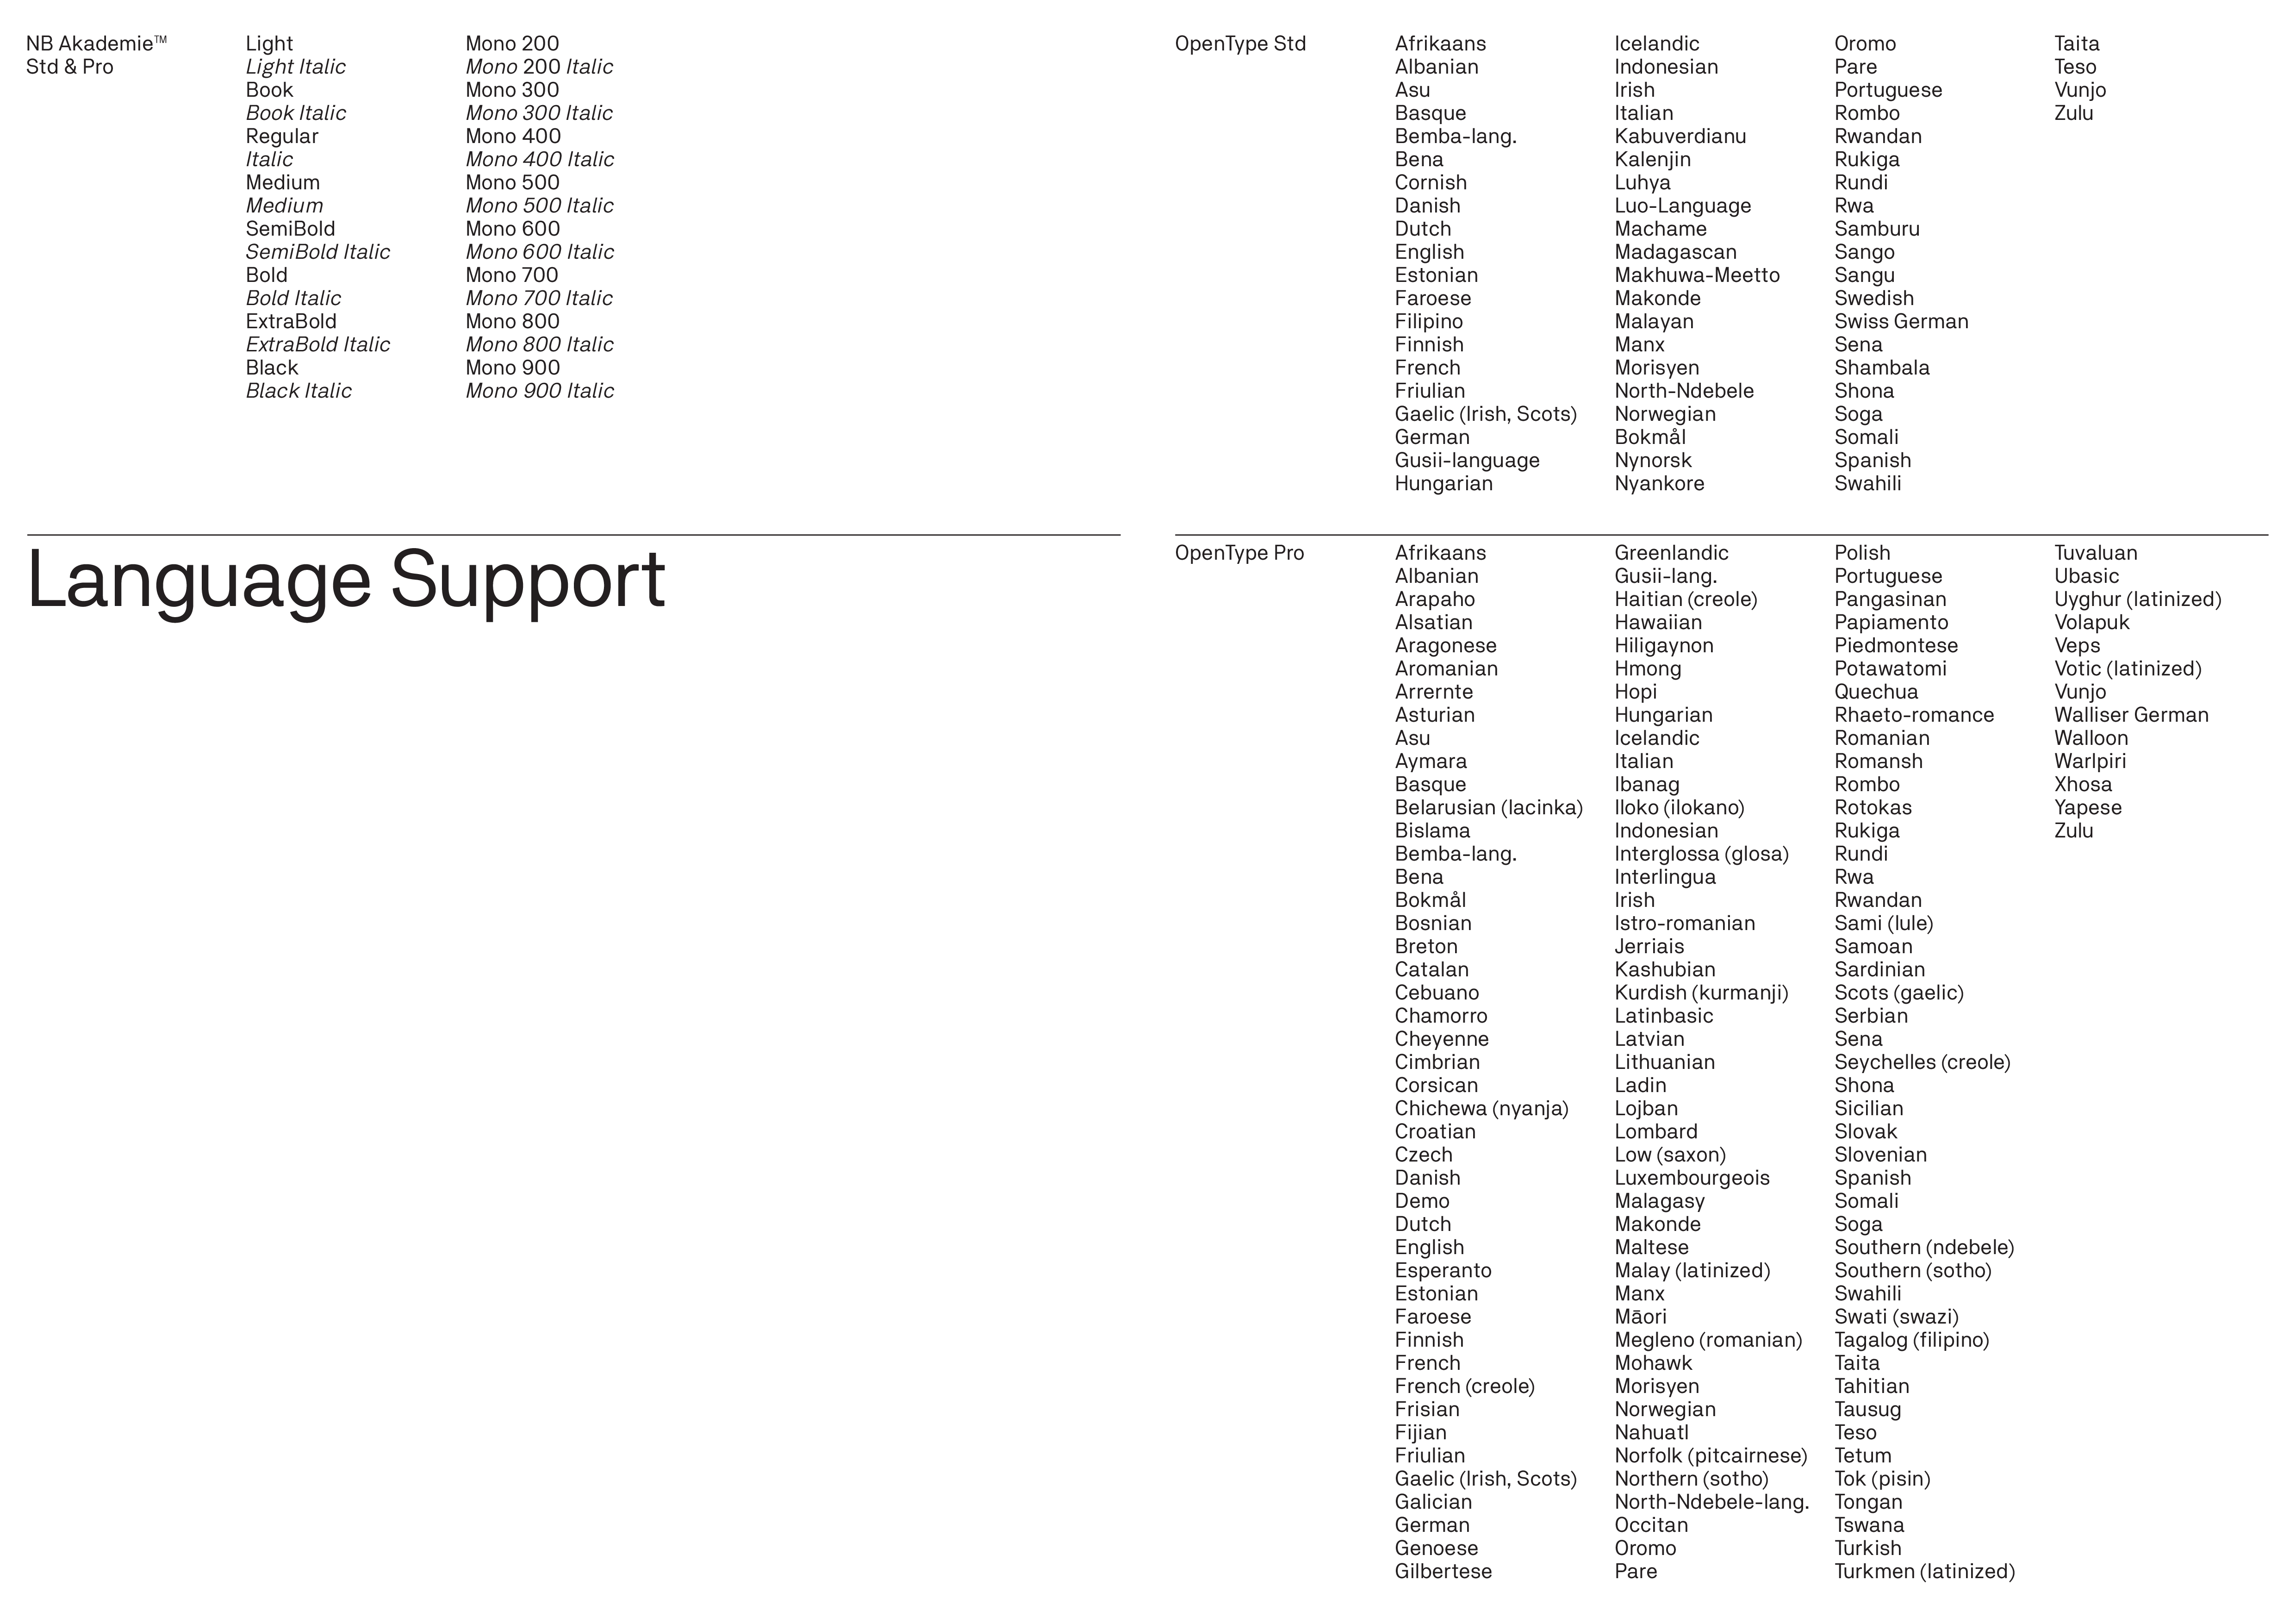 NB Akademie™
Std & Pro
Light
Light Italic
Book
Book Italic
Regular
Italic
Medium
Medium
SemiBold
SemiBold Italic
Bold
Bold Italic
ExtraBold
ExtraBold Italic
Black
Black Italic
Mono 200
Mono 200 Italic
Mono 300
Mono 300 Italic
Mono 400
Mono 400 Italic
Mono 500
Mono 500 Italic
Mono 600
Mono 600 Italic
Mono 700
Mono 700 Italic
Mono 800
Mono 800 Italic
Mono 900
Mono 900 Italic
Language Support
OpenType Std
Afrikaans
Albanian
Asu
Basque
Bemba-lang.
Bena
Cornish
Danish
Dutch
English
Estonian
Faroese
Filipino
Finnish
French
Friulian
Gaelic (Irish, Scots)
German
Gusii-language
Hungarian
Icelandic
Indonesian
Irish
Italian
Kabuverdianu
Kalenjin
Luhya
Luo-Language
Machame
Madagascan
Makhuwa-Meetto
Makonde
Malayan
Manx
Morisyen
North-Ndebele
Norwegian
Bokmål
Nynorsk
Nyankore
Oromo
Pare
Portuguese
Rombo
Rwandan
Rukiga
Rundi
Rwa
Samburu
Sango
Sangu
Swedish
Swiss German
Sena
Shambala
Shona
Soga
Somali
Spanish
Swahili
Taita
Teso
Vunjo
Zulu
OpenType Pro
Afrikaans
Albanian
Arapaho
Alsatian
Aragonese
Aromanian
Arrernte
Asturian
Asu
Aymara
Basque
Belarusian (lacinka)
Bislama
Bemba-lang.
Bena
Bokmål
Bosnian
Breton
Catalan
Cebuano
Chamorro
Cheyenne
Cimbrian
Corsican
Chichewa (nyanja)
Croatian
Czech
Danish
Demo
Dutch
English
Esperanto
Estonian
Faroese
Finnish
French
French (creole)
Frisian
Fijian
Friulian
Gaelic (Irish, Scots)
Galician
German
Genoese
Gilbertese
Greenlandic
Gusii-lang.
Haitian (creole)
Hawaiian
Hiligaynon
Hmong
Hopi
Hungarian
Icelandic
Italian
Ibanag
Iloko (ilokano)
Indonesian
Interglossa (glosa)
Interlingua
Irish
Istro-romanian
Jerriais
Kashubian
Kurdish (kurmanji)
Latinbasic
Latvian
Lithuanian
Ladin
Lojban
Lombard
Low (saxon)
Luxembourgeois
Malagasy
Makonde
Maltese
Malay (latinized)
Manx
Māori
Megleno (romanian)
Mohawk
Morisyen
Norwegian
Nahuatl
Norfolk (pitcairnese)
Northern (sotho)
North-Ndebele-lang.
Occitan
Oromo
Pare
Polish
Portuguese
Pangasinan
Papiamento
Piedmontese
Potawatomi
Quechua
Rhaeto-romance
Romanian
Romansh
Rombo
Rotokas
Rukiga
Rundi
Rwa
Rwandan
Sami (lule)
Samoan
Sardinian
Scots (gaelic)
Serbian
Sena
Seychelles (creole)
Shona
Sicilian
Slovak
Slovenian
Spanish
Somali
Soga
Southern (ndebele)
Southern (sotho)
Swahili
Swati (swazi)
Tagalog (filipino)
Taita
Tahitian
Tausug
Teso
Tetum
Tok (pisin)
Tongan
Tswana
Turkish
Turkmen (latinized)
Tuvaluan
Ubasic
Uyghur (latinized)
Volapuk
Veps
Votic (latinized)
Vunjo
Walliser German
Walloon
Warlpiri
Xhosa
Yapese
Zulu